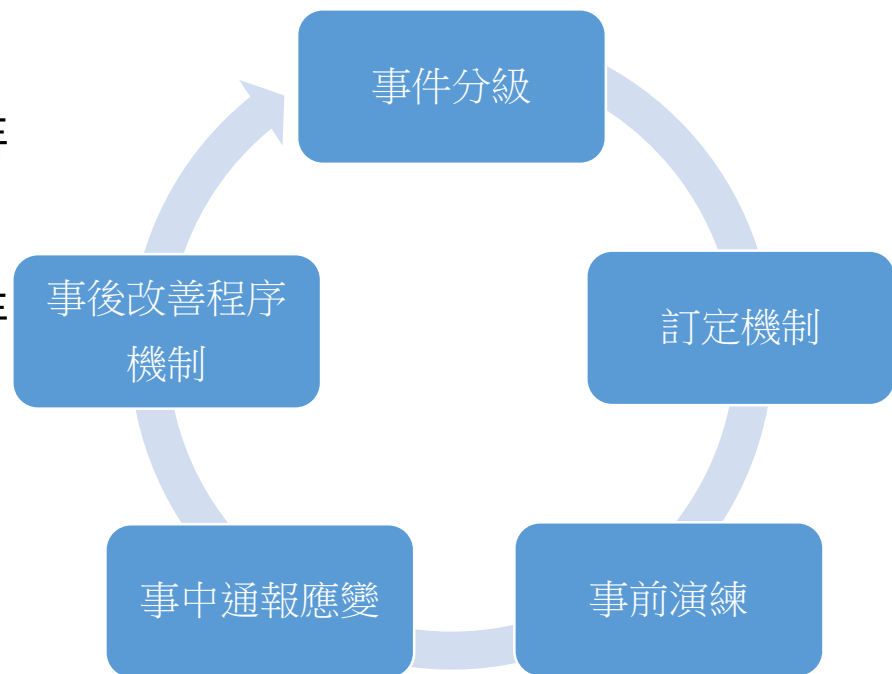 事件分級
訂定機制
事前演練
事中通報應變
事後改善程序
機制